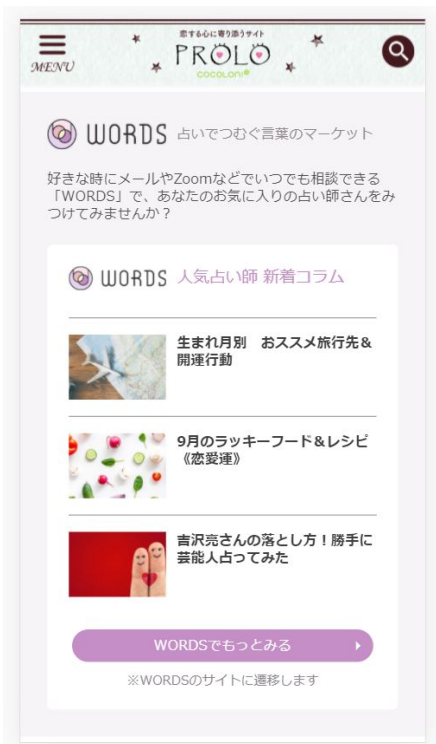 恋する心に寄り添うサイト
MENU
PROLO
cocoloni®
WORDS 占いでつむぐ言葉のマーケット
好きな時にメールやZoomなどでいつでも相談できる
「WORDS」で、あなたのお気に入りの占い師さんをみ
つけてみませんか？
WORDS 人気占い師 新着コラム
生まれ月別　おススメ旅行先＆
開運行動
9月のラッキーフード＆レシピ
《恋愛運》
吉沢亮さんの落とし方！勝手に
芸能人占ってみた
WORDSでもっとみる
※WORDSのサイトに遷移します